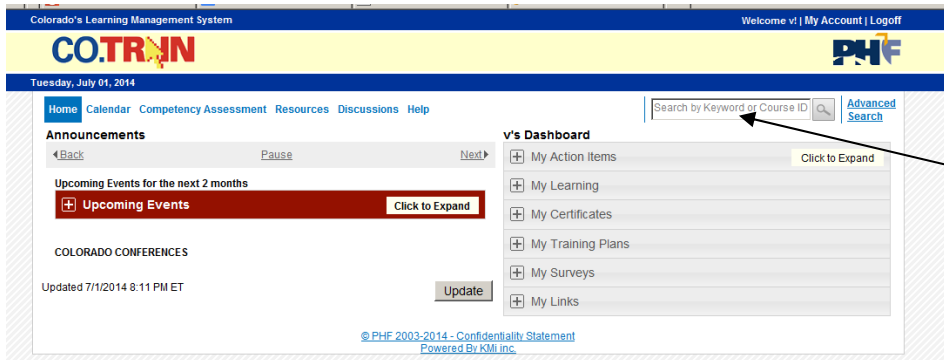 Colorado's Learning Management System
Welcome v! | My Account | Logoff
CO.TRAIN
PHF
Tuesday, July 01, 2014
Home Calendar Competency Assessment Resources Discussions Help
Search by Keyword or Course ID
Advanced Search
Announcements
Back Pause Next
Upcoming Events for the next 2 months
Upcoming Events Click to Expand
COLORADO CONFERENCES
Updated 7/1/2014 8:11 PM ET
Update
v's Dashboard
My Action Items Click to Expand
My Learning
My Certificates
My Training Plans
My Surveys
My Links
© PHF 2003-2014 - Confidentiality Statement
Powered By KMi inc.